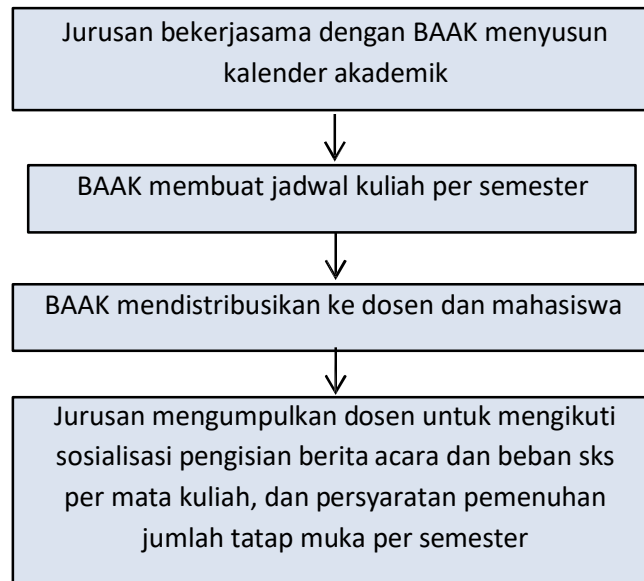 Jurusan bekerjasama dengan BAAK menyusun
kalender akademik
BAAK membuat jadwal kuliah per semester
BAAK mendistribusikan ke dosen dan mahasiswa
Jurusan mengumpulkan dosen untuk mengikuti
sosialisasi pengisian berita acara dan beban sks
per mata kuliah, dan persyaratan pemenuhan
jumlah tatap muka per semester